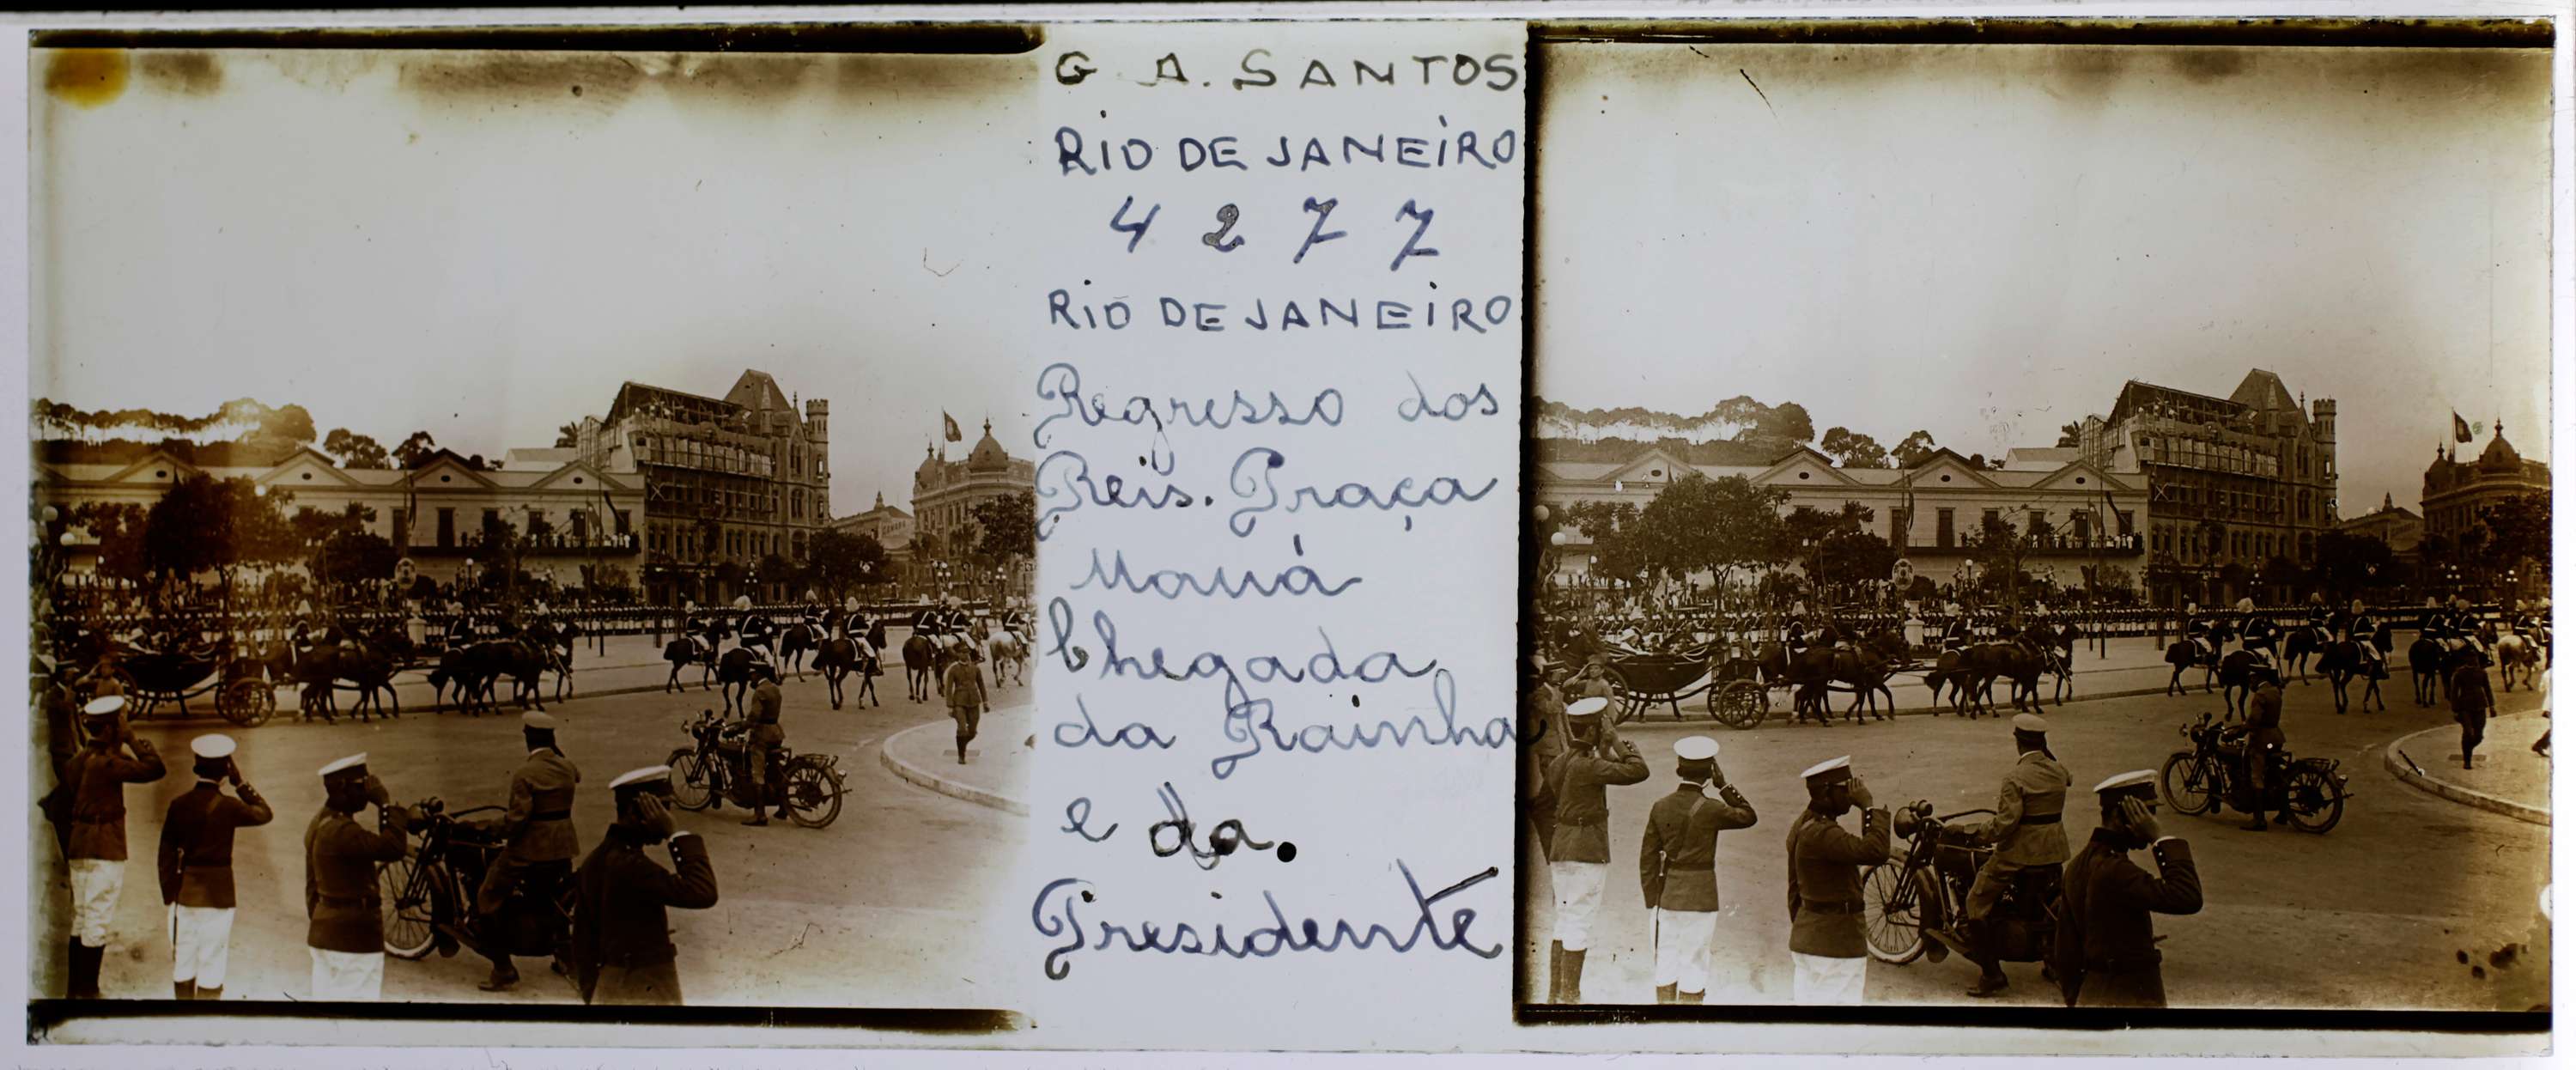 G A. SANTOS
RIO DE JANEIRO
4277
RIO DE JANEIRO
Regresso dos
Reis. Praça
Mauá
Chegada
da Rainha
e da.
Presidente